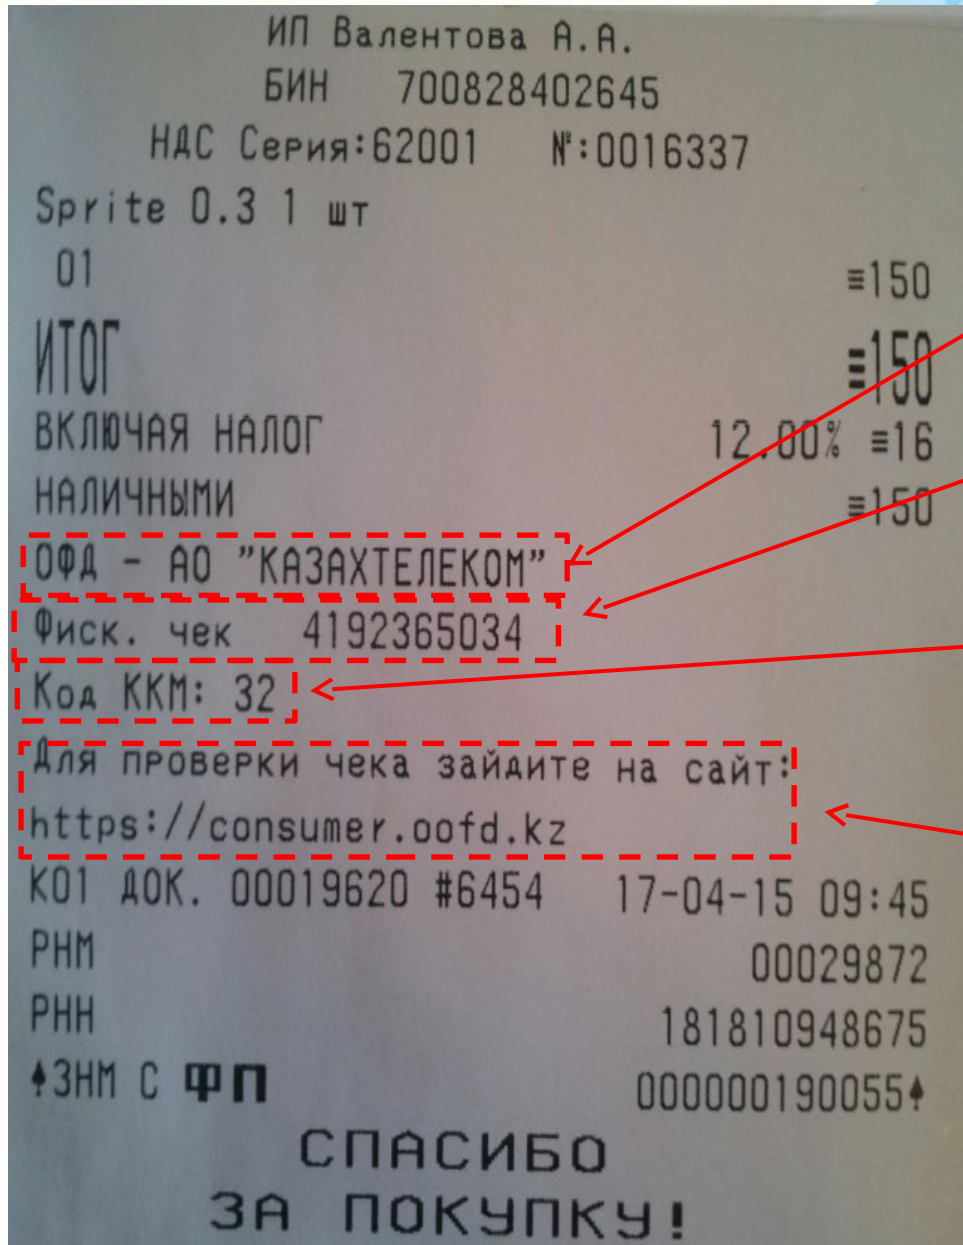 ИП Валентова А.А.
БИН 700828402645
НДС Серия:62001 №:0016337
Sprite 0.3 1 шт
01 ≡150
ИТОГ ≡150
ВКЛЮЧАЯ НАЛОГ 12.00% ≡16
НАЛИЧНЫМИ ≡150
ОФД - АО "КАЗАХТЕЛЕКОМ"
Фиск. чек 4192365034
Код ККМ: 32
Для проверки чека зайдите на сайт:
https://consumer.oofd.kz
К01 ДОК. 00019620 #6454 17-04-15 09:45
РНМ 00029872
РНН 181810948675
ЗНМ С ФП 000000190055
СПАСИБО
ЗА ПОКУПКУ!